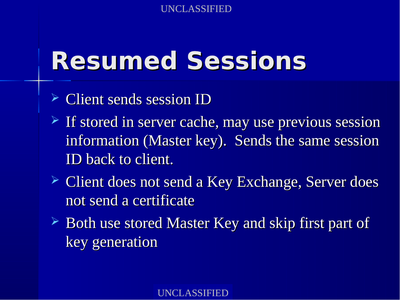 UNCLASSIFIED
Resumed Sessions
Client sends session ID
If stored in server cache, may use previous session
information (Master key).  Sends the same session
ID back to client.
Client does not send a Key Exchange, Server does
not send a certificate
Both use stored Master Key and skip first part of
key generation
UNCLASSIFIED